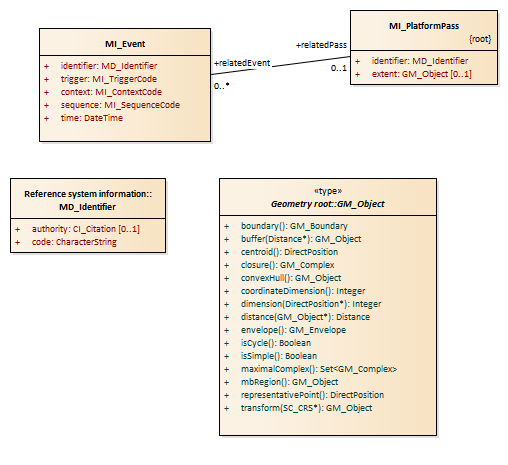 MI_Event
+ identifier: MD_Identifier
+ trigger: MI_TriggerCode
+ context: MI_ContextCode
+ sequence: MI_SequenceCode
+ time: DateTime
+relatedEvent
0..*
+relatedPass
0..1
MI_PlatformPass
{root}
+ identifier: MD_Identifier
+ extent: GM_Object [0..1]
Reference system information::
MD_Identifier
+ authority: CI_Citation [0..1]
+ code: CharacterString
«type»
Geometry root::GM_Object
+ boundary(): GM_Boundary
+ buffer(Distance*): GM_Object
+ centroid(): DirectPosition
+ closure(): GM_Complex
+ convexHull(): GM_Object
+ coordinateDimension(): Integer
+ dimension(DirectPosition*): Integer
+ distance(GM_Object*): Distance
+ envelope(): GM_Envelope
+ isCycle(): Boolean
+ isSimple(): Boolean
+ maximalComplex(): Set<GM_Complex>
+ mbRegion(): GM_Object
+ representativePoint(): DirectPosition
+ transform(SC_CRS*): GM_Object